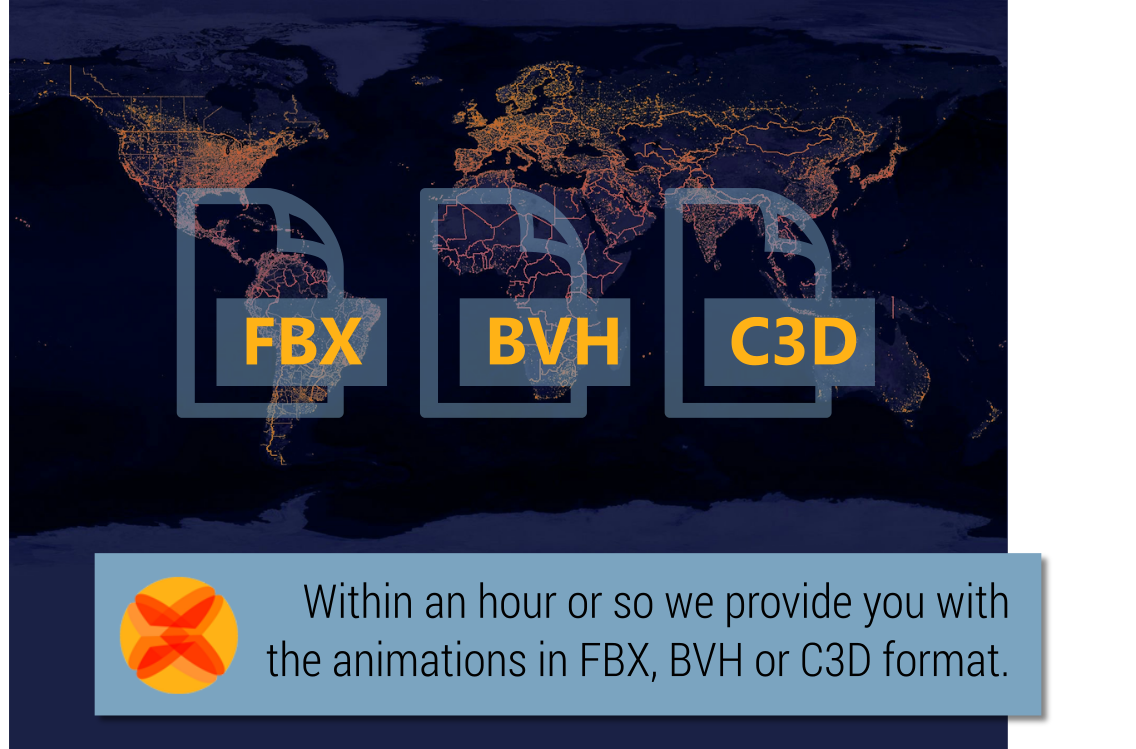 FBX
BVH
C3D
Within an hour or so we provide you with
the animations in FBX, BVH or C3D format.